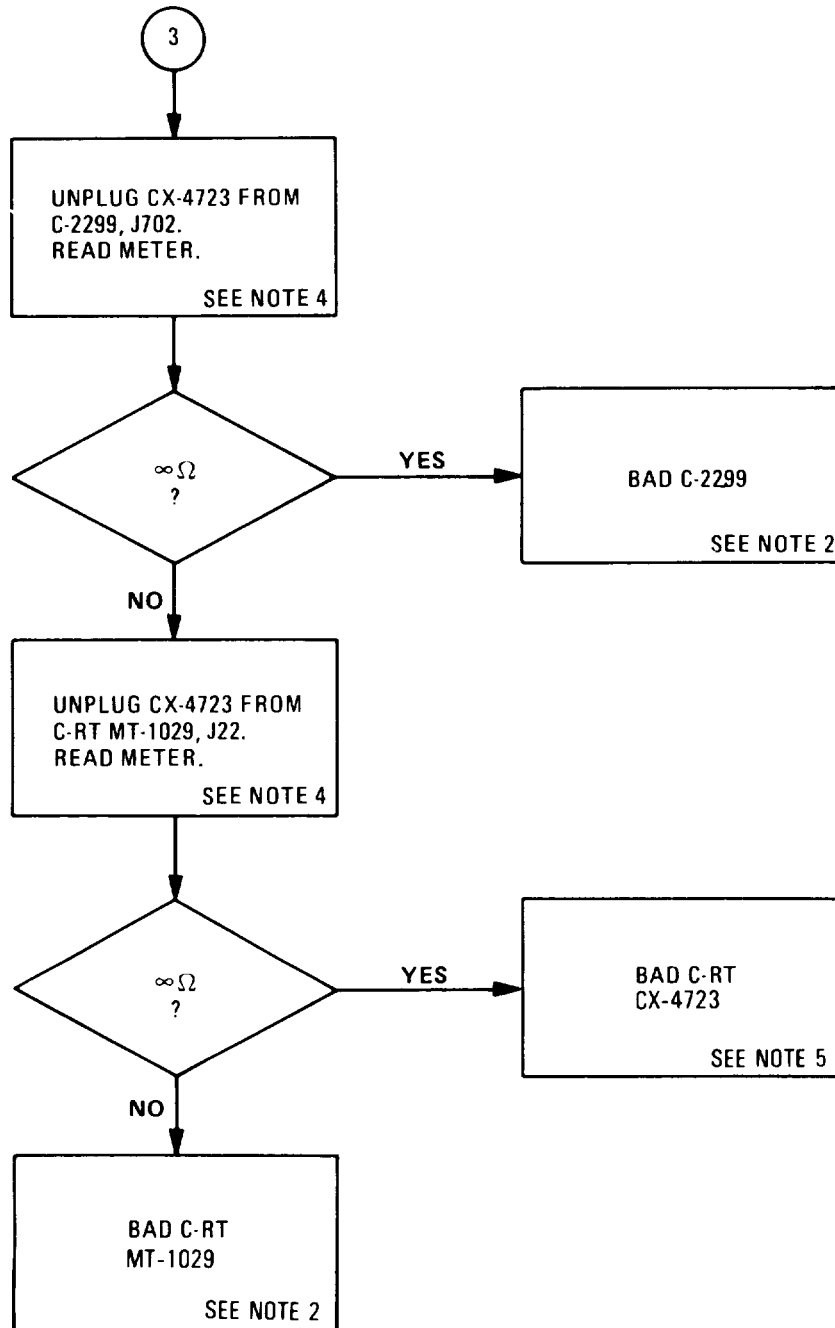 3
UNPLUG CX-4723 FROM
C-2299, J702.
READ METER.
SEE NOTE 4
∞Ω
?
YES
BAD C-2299
SEE NOTE 2
NO
UNPLUG CX-4723 FROM
C-RT MT-1029, J22.
READ METER.
SEE NOTE 4
∞Ω
?
YES
BAD C-RT
CX-4723
SEE NOTE 5
NO
BAD C-RT
MT-1029
SEE NOTE 2